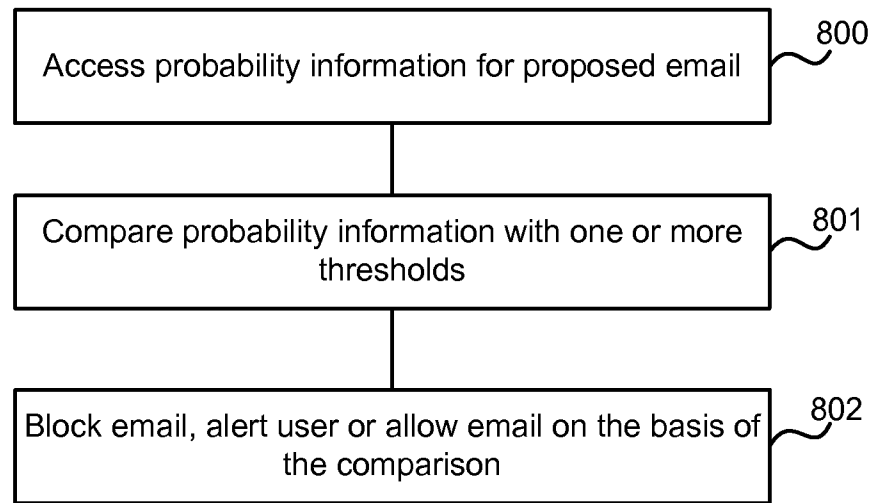 Access probability information for proposed email
800
Compare probability information with one or more
thresholds
801
Block email, alert user or allow email on the basis of
the comparison
802